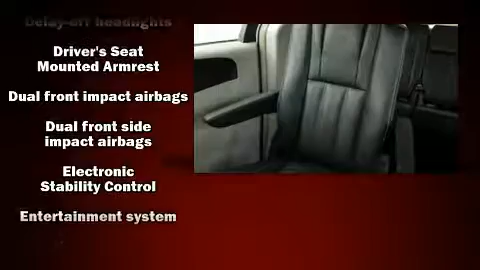 Delay-off headlights
Driver's Seat
Mounted Armrest
Dual front impact airbags
Dual front side
impact airbags
Electronic
Stability Control
Entertainment system